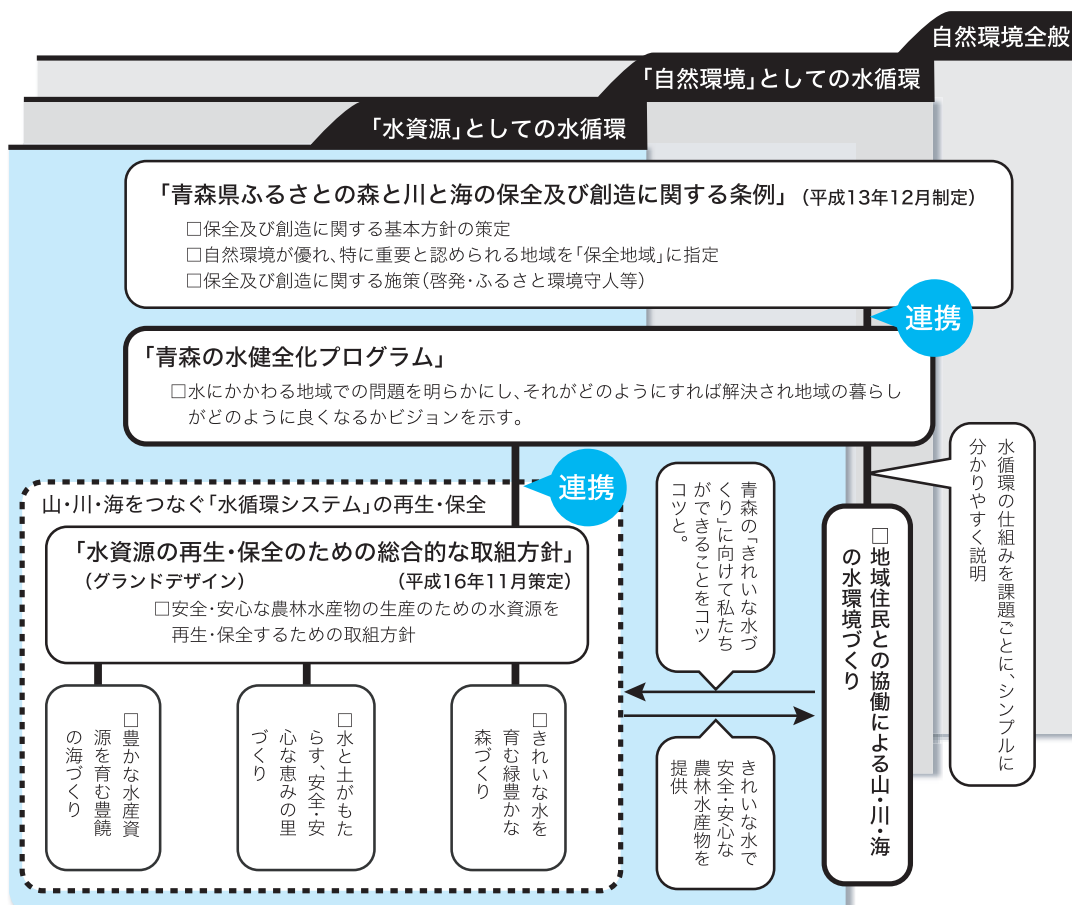 自然環境全般
「自然環境」としての水循環
「水資源」としての水循環
「青森県ふるさとの森と川と海の保全及び創造に関する条例」（平成13年12月制定）
□保全及び創造に関する基本方針の策定
□自然環境が優れ、特に重要と認められる地域を「保全地域」に指定
□保全及び創造に関する施策（啓発・ふるさと環境守人等）
連携
「青森の水健全化プログラム」
□水にかかわる地域での問題を明らかにし、それがどのようにすれば解決され地域の暮らし
がどのように良くなるかビジョンを示す。
連携
山・川・海をつなぐ「水循環システム」の再生・保全
「水資源の再生・保全のための総合的な取組方針」
（グランドデザイン）　（平成16年11月策定）
□安全・安心な農林水産物の生産のための水資源を
再生・保全するための取組方針
□豊かな水産資
源を育む豊饒
の海づくり
□水と土がもた
らす、安全・安
心な恵みの里
づくり
□きれいな水を
育む緑豊かな
森づくり
青森の「きれいな水づ
くり」に向けて私たち
ができることをコツ
コツと。
きれいな水で
安全・安心な
農林水産物を
提供
□地域住民との協働による山・川・海
の水環境づくり
水循環の仕組みを課題ごとに、シンプルに
分かりやすく説明